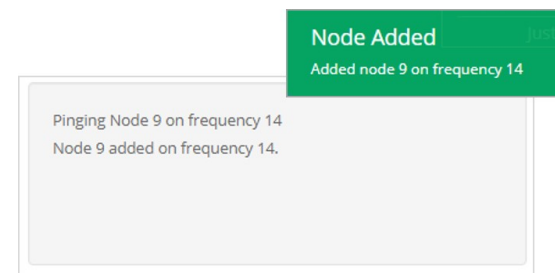 Node Added
Added node 9 on frequency 14
Pinging Node 9 on frequency 14
Node 9 added on frequency 14.